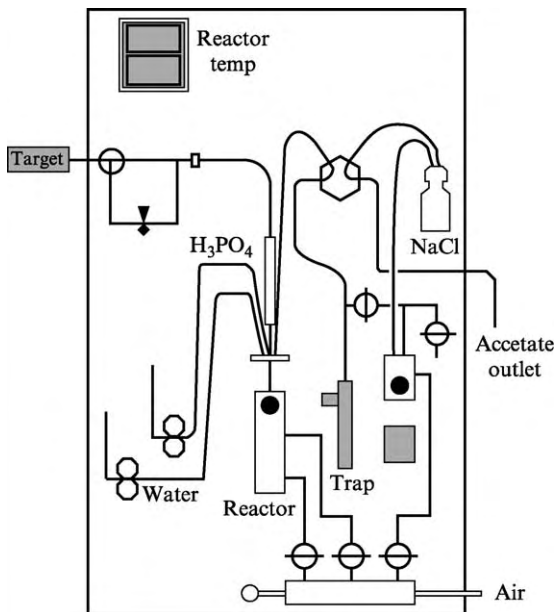 Reactor
temp
Target
H₃PO₄
NaCl
Accetate
outlet
Water
Reactor
Trap
Air